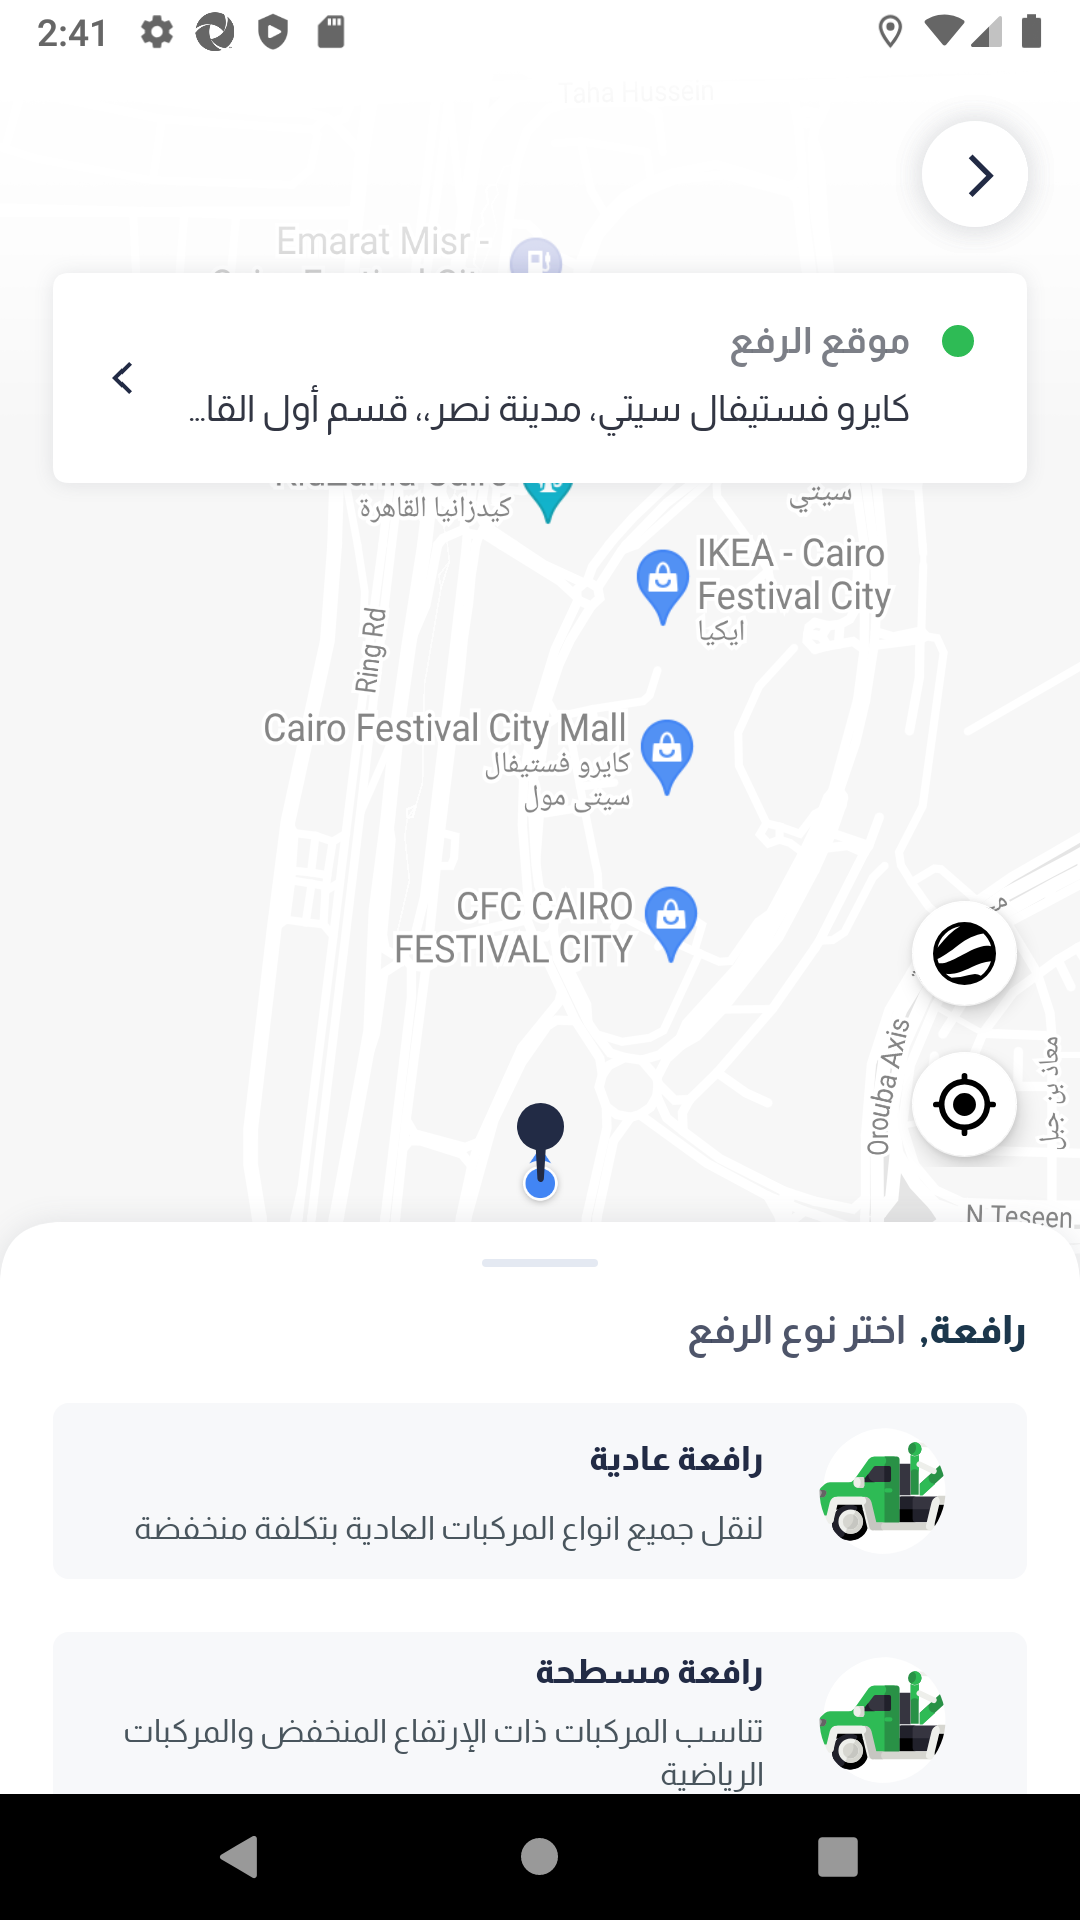 2:41
Taha Hussein
Emarat Misr -
موقع الرفع
كايرو فستيفال سيتي، مدينة نصر،، قسم أول القا...
سيتي
كيدزانيا القاهرة
IKEA - Cairo
Festival City
ايكيا
Ring Rd
Cairo Festival City Mall
كايرو فستيفال
سيتى مول
CFC CAIRO
FESTIVAL CITY
Orouba Axis
معاذ بن جبل
N Teseen
رافعة, اختر نوع الرفع
رافعة عادية
لنقل جميع انواع المركبات العادية بتكلفة منخفضة
رافعة مسطحة
تناسب المركبات ذات الإرتفاع المنخفض والمركبات
الرياضية